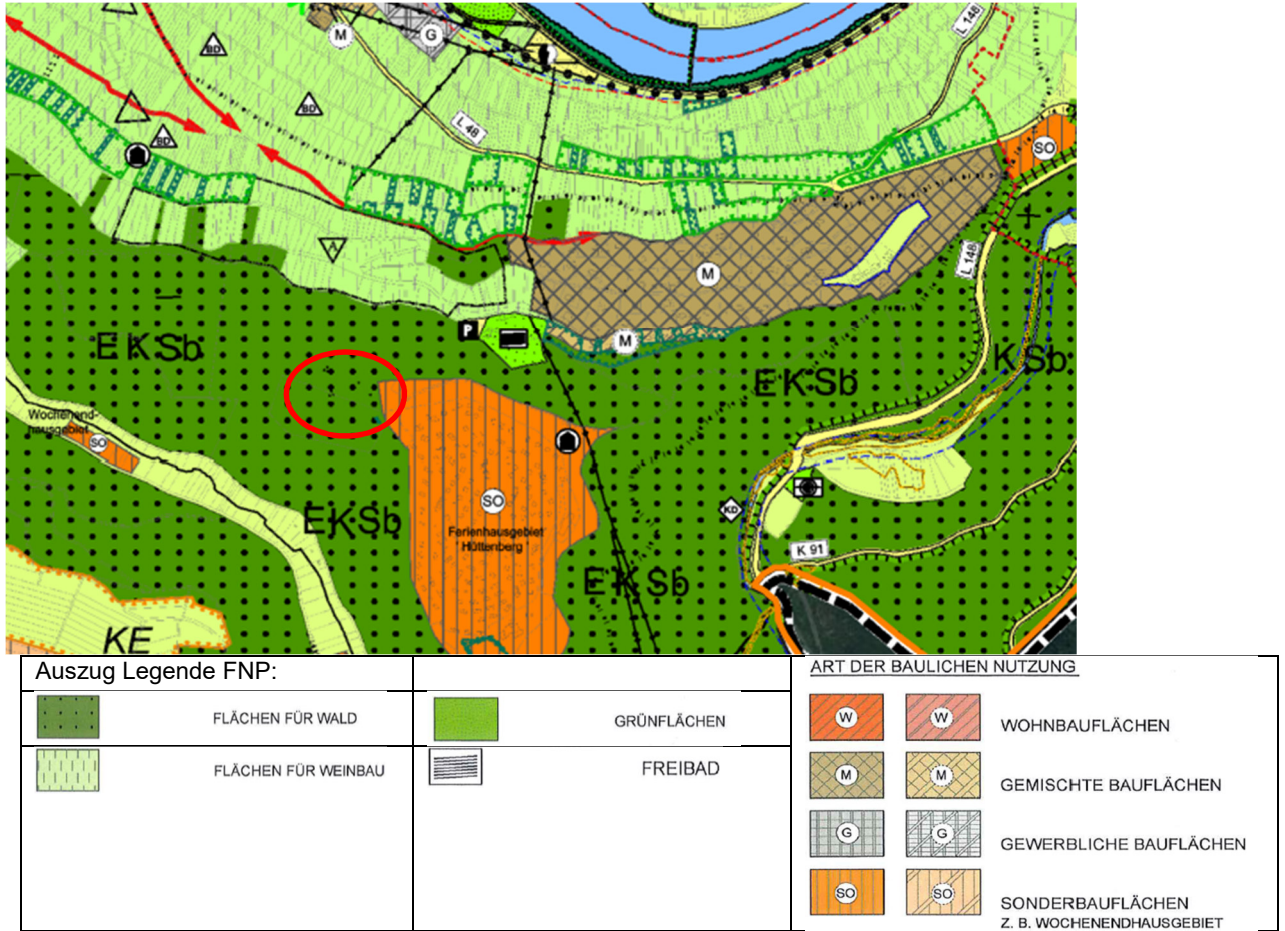 M
G
L 148
BD
BD
L 48
BD
SO
A
M
L 148
P
M
E K Sb
E K Sb
K Sb
Wochenend-
hausgebiet
SO
SO
E K Sb
Ferienhausgebiet
" Hüttenberg "
KD
K 91
E K Sb
KE
Auszug Legende FNP:
FLÄCHEN FÜR WALD
GRÜNFLÄCHEN
FLÄCHEN FÜR WEINBAU
FREIBAD
ART DER BAULICHEN NUTZUNG
W W WOHNBAUFLÄCHEN
M M GEMISCHTE BAUFLÄCHEN
G G GEWERBLICHE BAUFLÄCHEN
SO SO SONDERBAUFLÄCHEN
Z. B. WOCHENENDHAUSGEBIET